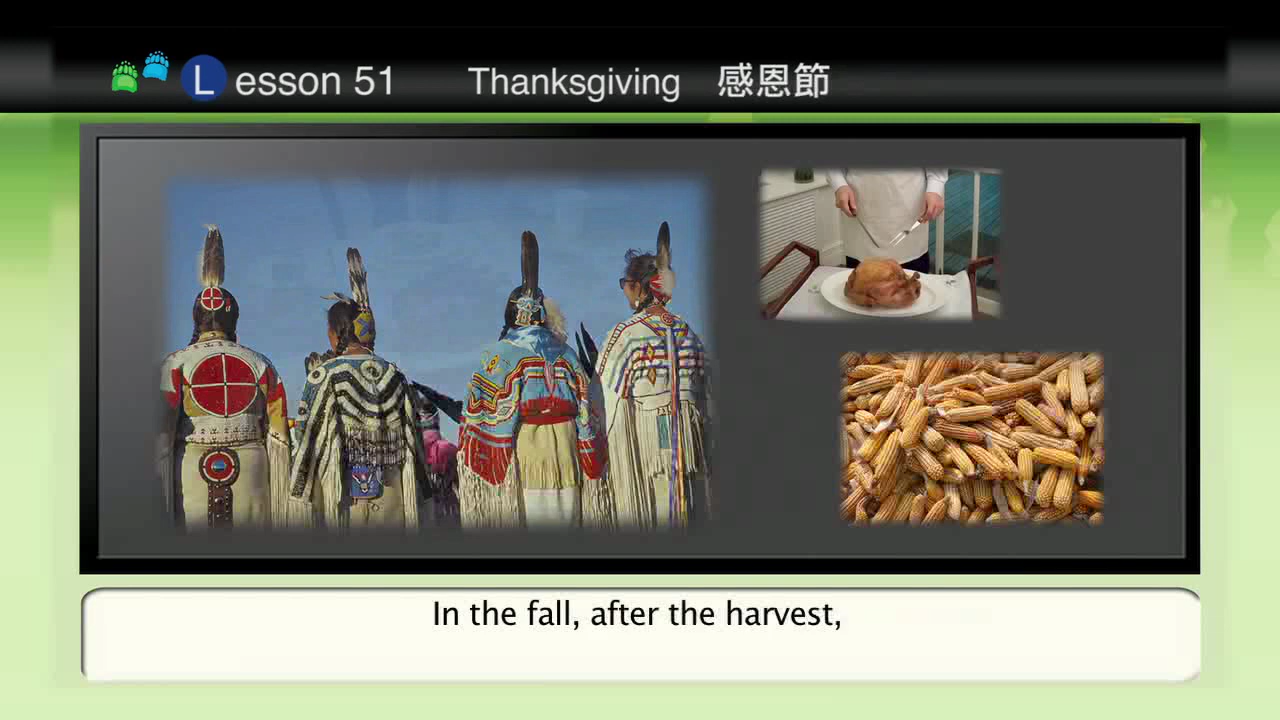 Lesson 51 Thanksgiving 感恩節
In the fall, after the harvest,